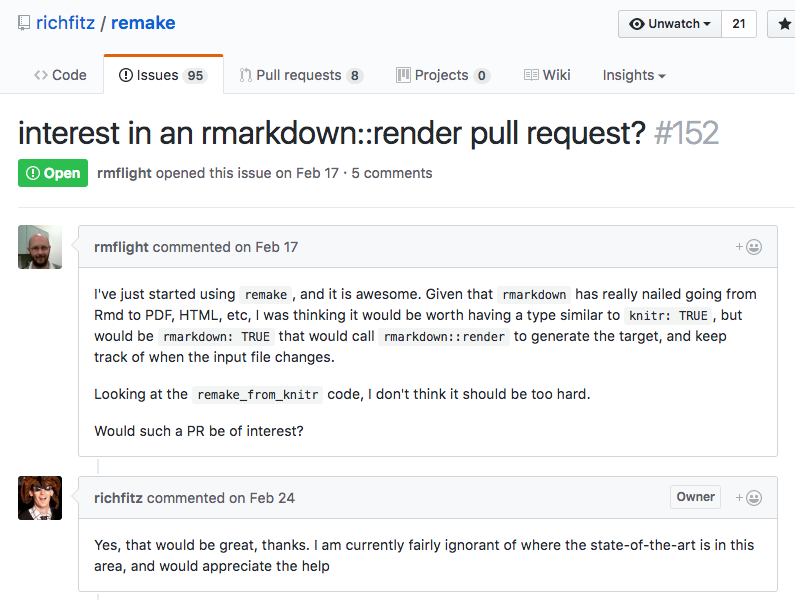 richfitz / remake
Unwatch 21
Code Issues 95 Pull requests 8 Projects 0 Wiki Insights
interest in an rmarkdown::render pull request? #152
Open rmflight opened this issue on Feb 17 · 5 comments
rmflight commented on Feb 17
I've just started using remake , and it is awesome. Given that rmarkdown has really nailed going from
Rmd to PDF, HTML, etc, I was thinking it would be worth having a type similar to knitr: TRUE , but
would be rmarkdown: TRUE that would call rmarkdown::render to generate the target, and keep
track of when the input file changes.
Looking at the remake_from_knitr code, I don't think it should be too hard.
Would such a PR be of interest?
richfitz commented on Feb 24 Owner
Yes, that would be great, thanks. I am currently fairly ignorant of where the state-of-the-art is in this
area, and would appreciate the help